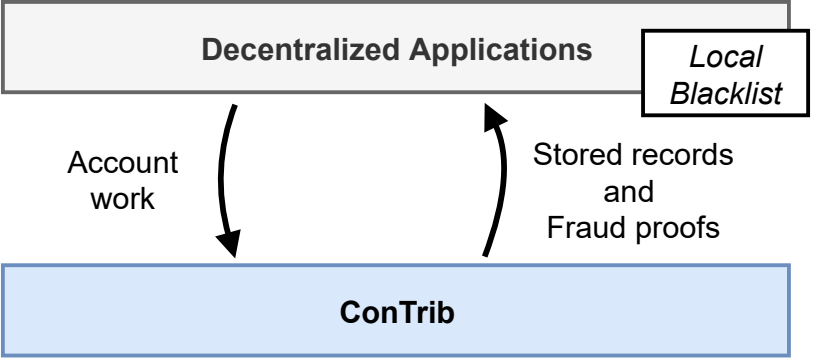 Decentralized Applications
Local
Blacklist
Account
work
Stored records
and
Fraud proofs
ConTrib